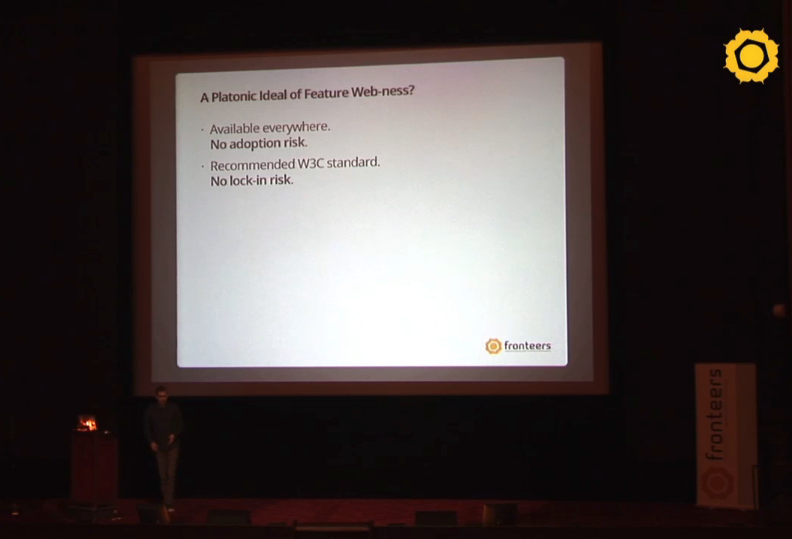 A Platonic Ideal of Feature Web-ness?
· Available everywhere.
No adoption risk.
· Recommended W3C standard.
No lock-in risk.
fronteers
fronteers